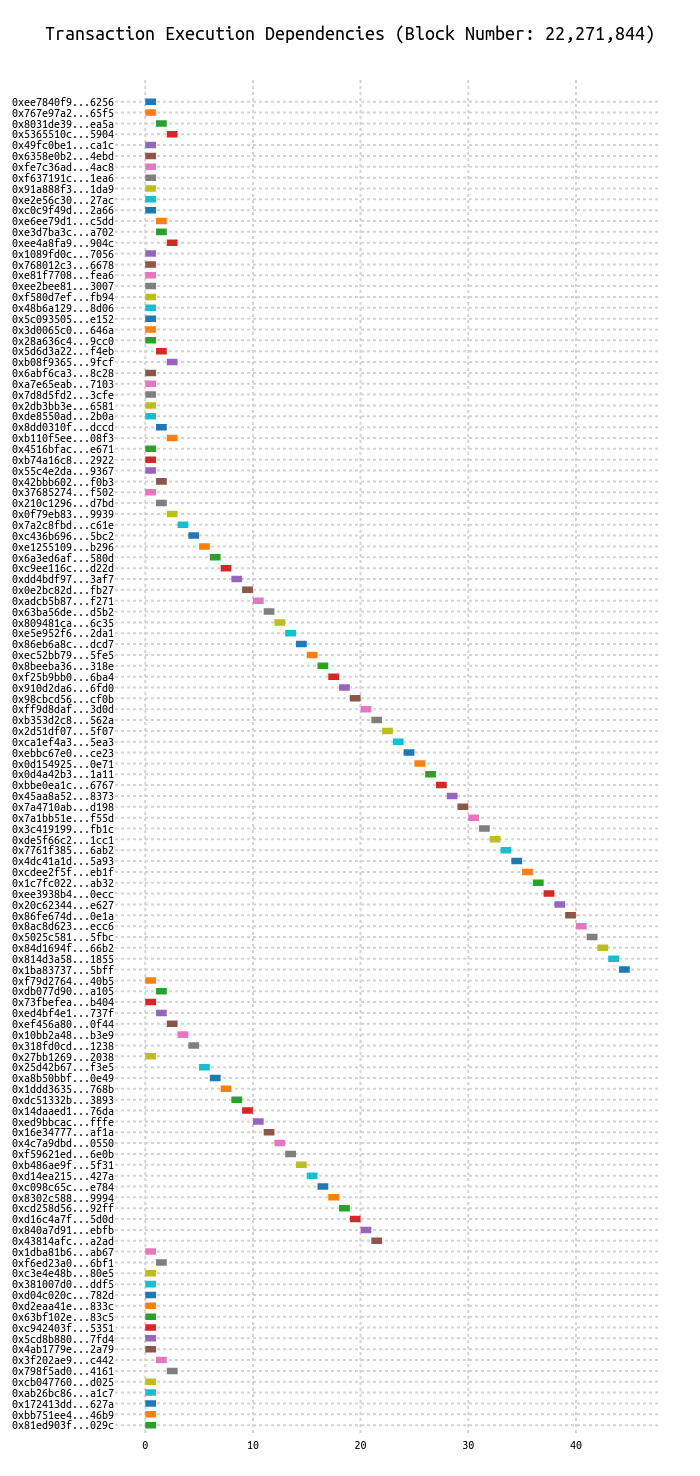 Transaction Execution Dependencies (Block Number: 22,271,844)
0xee7840f9...6256
0x767e97a2...65f5
0x8031de39...ea5a
0x5365510c...5904
0x49fc0be1...ca1c
0x6358e0b2...4ebd
0xfe7c36ad...4ac8
0xf637191c...1ea6
0x91a888f3...1da9
0xe2e56c30...27ac
0xc0c9f49d...2a66
0xe6ee79d1...c5dd
0xe3d7ba3c...a702
0xee4a8fa9...904c
0x1089fd0c...7056
0x768012c3...6678
0xe81f7708...fea6
0xee2bee81...3007
0xf580d7ef...fb94
0x48b6a129...8d06
0x5c093505...e152
0x3d0065c0...646a
0x28a636c4...9cc0
0x5d6d3a22...f4eb
0xb08f9365...9fcf
0x6abf6ca3...8c28
0xa7e65eab...7103
0x7d8d5fd2...3cfe
0x2db3bb3e...6581
0xde8550ad...2b0a
0x8dd0310f...dccd
0xb110f5ee...08f3
0x4516bfac...e671
0xb74a16c8...2922
0x55c4e2da...9367
0x42bbb602...f0b3
0x37685274...f502
0x210c1296...d7bd
0x0f79eb83...9939
0x7a2c8fbd...c61e
0xc436b696...5bc2
0xe1255109...b296
0x6a3ed6af...580d
0xc9ee116c...d22d
0xdd4bdf97...3af7
0x0e2bc82d...fb27
0xadcb5b87...f271
0x63ba56de...d5b2
0x809481ca...6c35
0xe5e952f6...2da1
0x86eb6a8c...dcd7
0xec52bb79...5fe5
0x8beeba36...318e
0xf25b9bb0...6ba4
0x910d2da6...6fd0
0x98cbcd56...cf0b
0xff9d8daf...3d0d
0xb353d2c8...562a
0x2d51df07...5f07
0xca1ef4a3...5ea3
0xebbc67e0...ce23
0x0d154925...0e71
0x0d4a42b3...1a11
0xbbe0ea1c...6767
0x45aa8a52...8373
0x7a4710ab...d198
0x7a1bb51e...f55d
0x3c419199...fb1c
0xde5f66c2...1cc1
0x7761f385...6ab2
0x4dc41a1d...5a93
0xcdee2f5f...eb1f
0x1c7fc022...ab32
0xee3938b4...0ecc
0x20c62344...e627
0x86fe674d...0e1a
0x8ac8d623...ecc6
0x5025c581...5fbc
0x84d1694f...66b2
0x814d3a58...1855
0x1ba83737...5bff
0xf79d2764...40b5
0xdb077d90...a105
0x73fbefea...b404
0xed4bf4e1...737f
0xef456a80...0f44
0x10bb2a48...b3e9
0x318fd0cd...1238
0x27bb1269...2038
0x25d42b67...f3e5
0xa8b50bbf...0e49
0x1ddd3635...768b
0xdc51332b...3893
0x14daaed1...76da
0xed9bbcac...fffe
0x16e34777...af1a
0x4c7a9dbd...0550
0xf59621ed...6e0b
0xb486ae9f...5f31
0xd14ea215...427a
0xc098c65c...e784
0x8302c588...9994
0xcd258d56...92ff
0xd16c4a7f...5d0d
0x840a7d91...ebfb
0x43814afc...a2ad
0x1dba81b6...ab67
0xf6ed23a0...6bf1
0xc3e4e48b...80e5
0x381007d0...ddf5
0xd04c020c...782d
0xd2eaa41e...833c
0x63bf102e...83c5
0xc942403f...5351
0x5cd8b880...7fd4
0x4ab1779e...2a79
0x3f202ae9...c442
0x798f5ad0...4161
0xcb047760...d025
0xab26bc86...a1c7
0x172413dd...627a
0xbb751ee4...46b9
0x81ed903f...029c
0 10 20 30 40